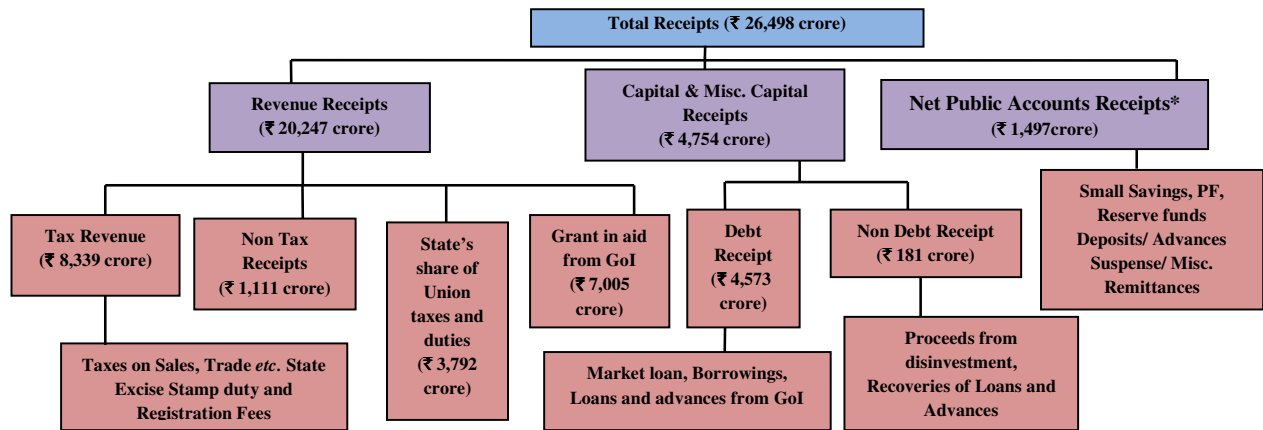 Total Receipts (₹ 26,498 crore)
Revenue Receipts
(₹ 20,247 crore)
Capital & Misc. Capital
Receipts
(₹ 4,754 crore)
Net Public Accounts Receipts*
(₹ 1,497crore)
Tax Revenue
(₹ 8,339 crore)
Non Tax
Receipts
(₹ 1,111 crore)
State's
share of
Union
taxes and
duties
(₹ 3,792
crore)
Grant in aid
from GoI
(₹ 7,005
crore)
Debt
Receipt
(₹ 4,573
crore)
Non Debt Receipt
(₹ 181 crore)
Small Savings, PF,
Reserve funds
Deposits/ Advances
Suspense/ Misc.
Remittances
Taxes on Sales, Trade etc. State
Excise Stamp duty and
Registration Fees
Market loan, Borrowings,
Loans and advances from GoI
Proceeds from
disinvestment,
Recoveries of Loans and
Advances